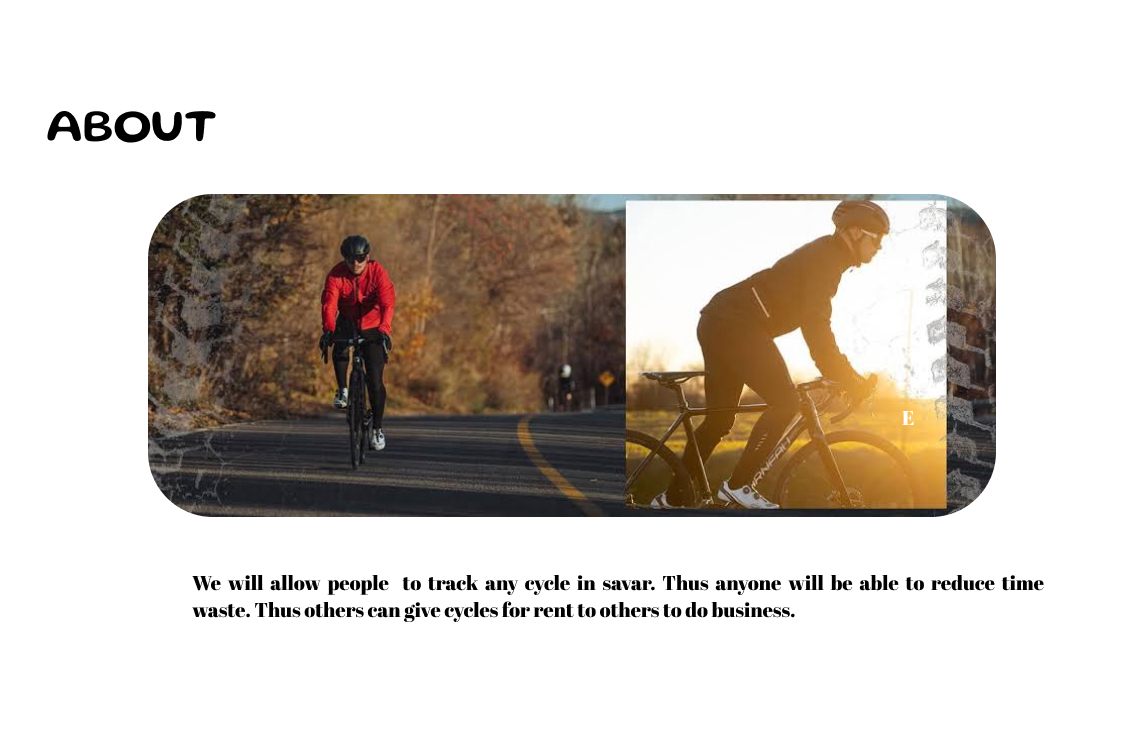 ABOUT
E
We will allow people to track any cycle in savar. Thus anyone will be able to reduce time
waste. Thus others can give cycles for rent to others to do business.